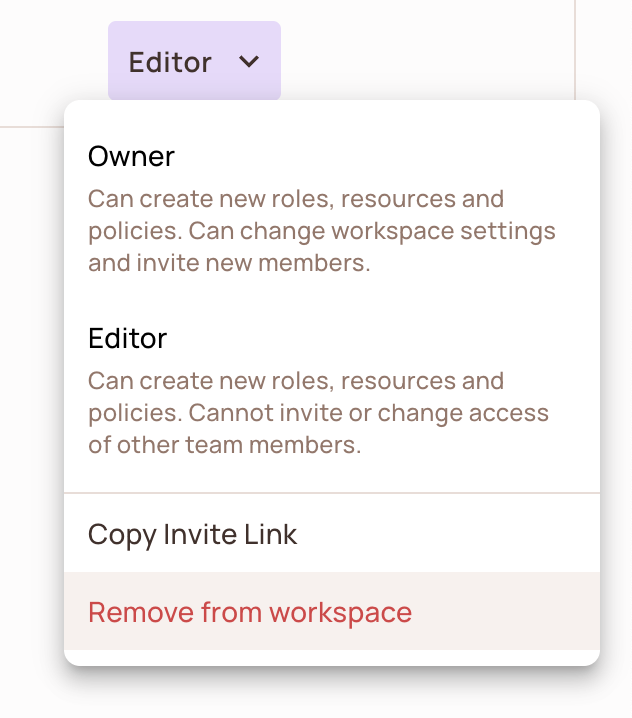 Editor
Owner
Can create new roles, resources and
policies. Can change workspace settings
and invite new members.
Editor
Can create new roles, resources and
policies. Cannot invite or change access
of other team members.
Copy Invite Link
Remove from workspace